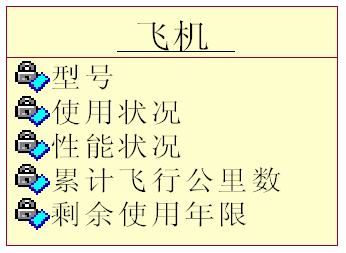 飞机
型号
使用状况
性能状况
累计飞行公里数
剩余使用年限